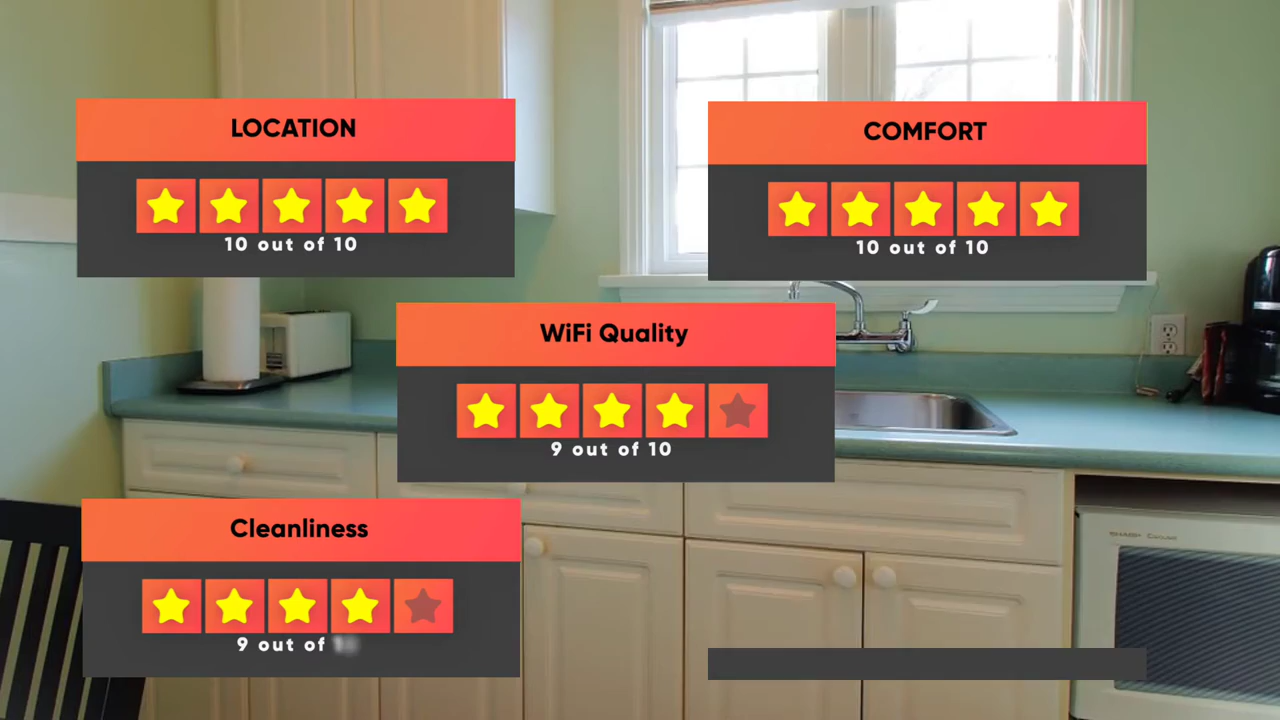 LOCATION
10 out of 10
COMFORT
10 out of 10
WiFi Quality
9 out of 10
Cleanliness
9 out of